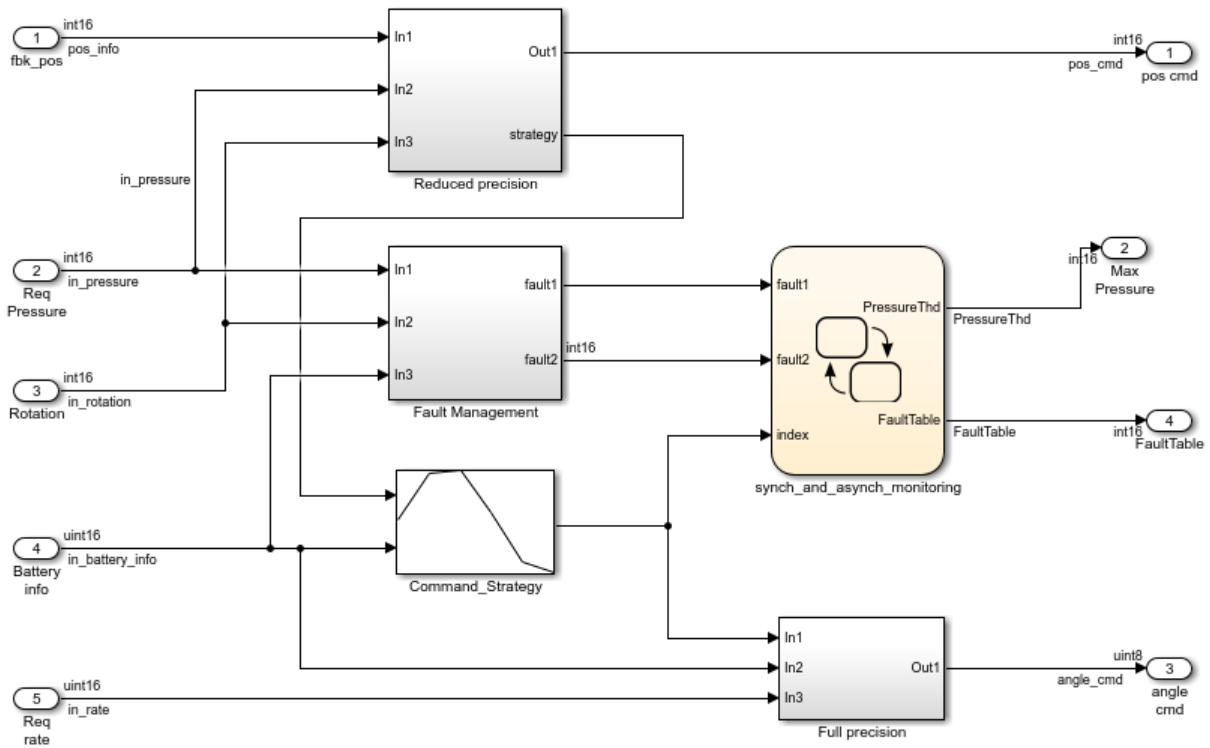 int16
1
pos_info
fbk_pos
In1
In2
In3
Out1
strategy
Reduced precision
int16
pos_cmd
1
pos cmd
in_pressure
int16
2
in_pressure
Req
Pressure
int16
3
in_rotation
Rotation
In1
In2
In3
fault1
fault2
int16
Fault Management
fault1
fault2
index
PressureThd
FaultTable
synch_and_asynch_monitoring
PressureThd
int16
2
Max
Pressure
FaultTable
int16
4
FaultTable
uint16
4
in_battery_info
Battery
info
Command_Strategy
uint16
5
in_rate
Req
rate
In1
In2
In3
Out1
Full precision
uint8
angle_cmd
3
angle
cmd